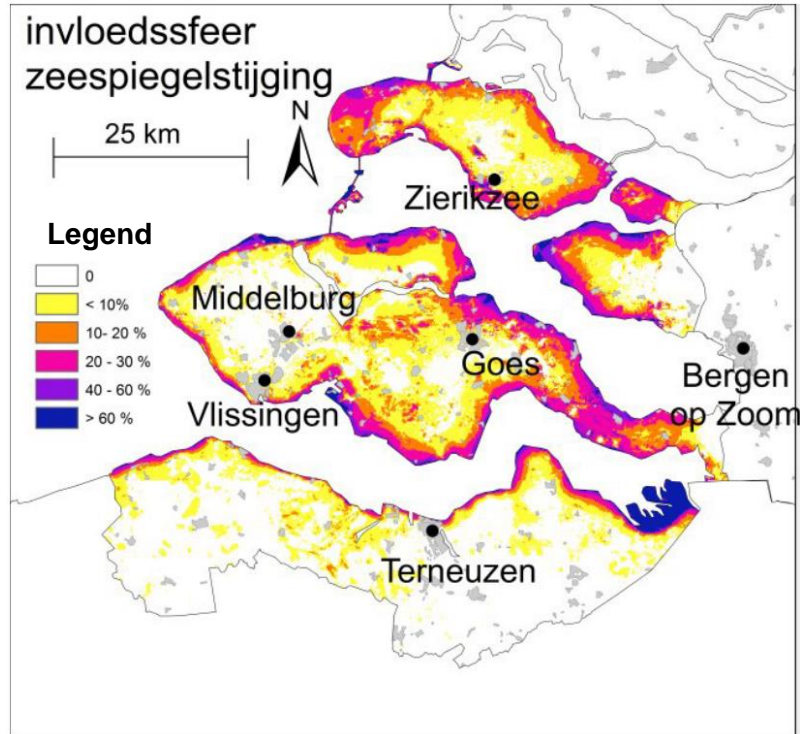 invloedssfeer
zeespiegelstijging
N
25 km
Zierikzee
Legend
0
< 10%
10- 20 %
20 - 30 %
40 - 60 %
> 60 %
Middelburg
Goes
Vlissingen
Bergen
op Zoom
Terneuzen